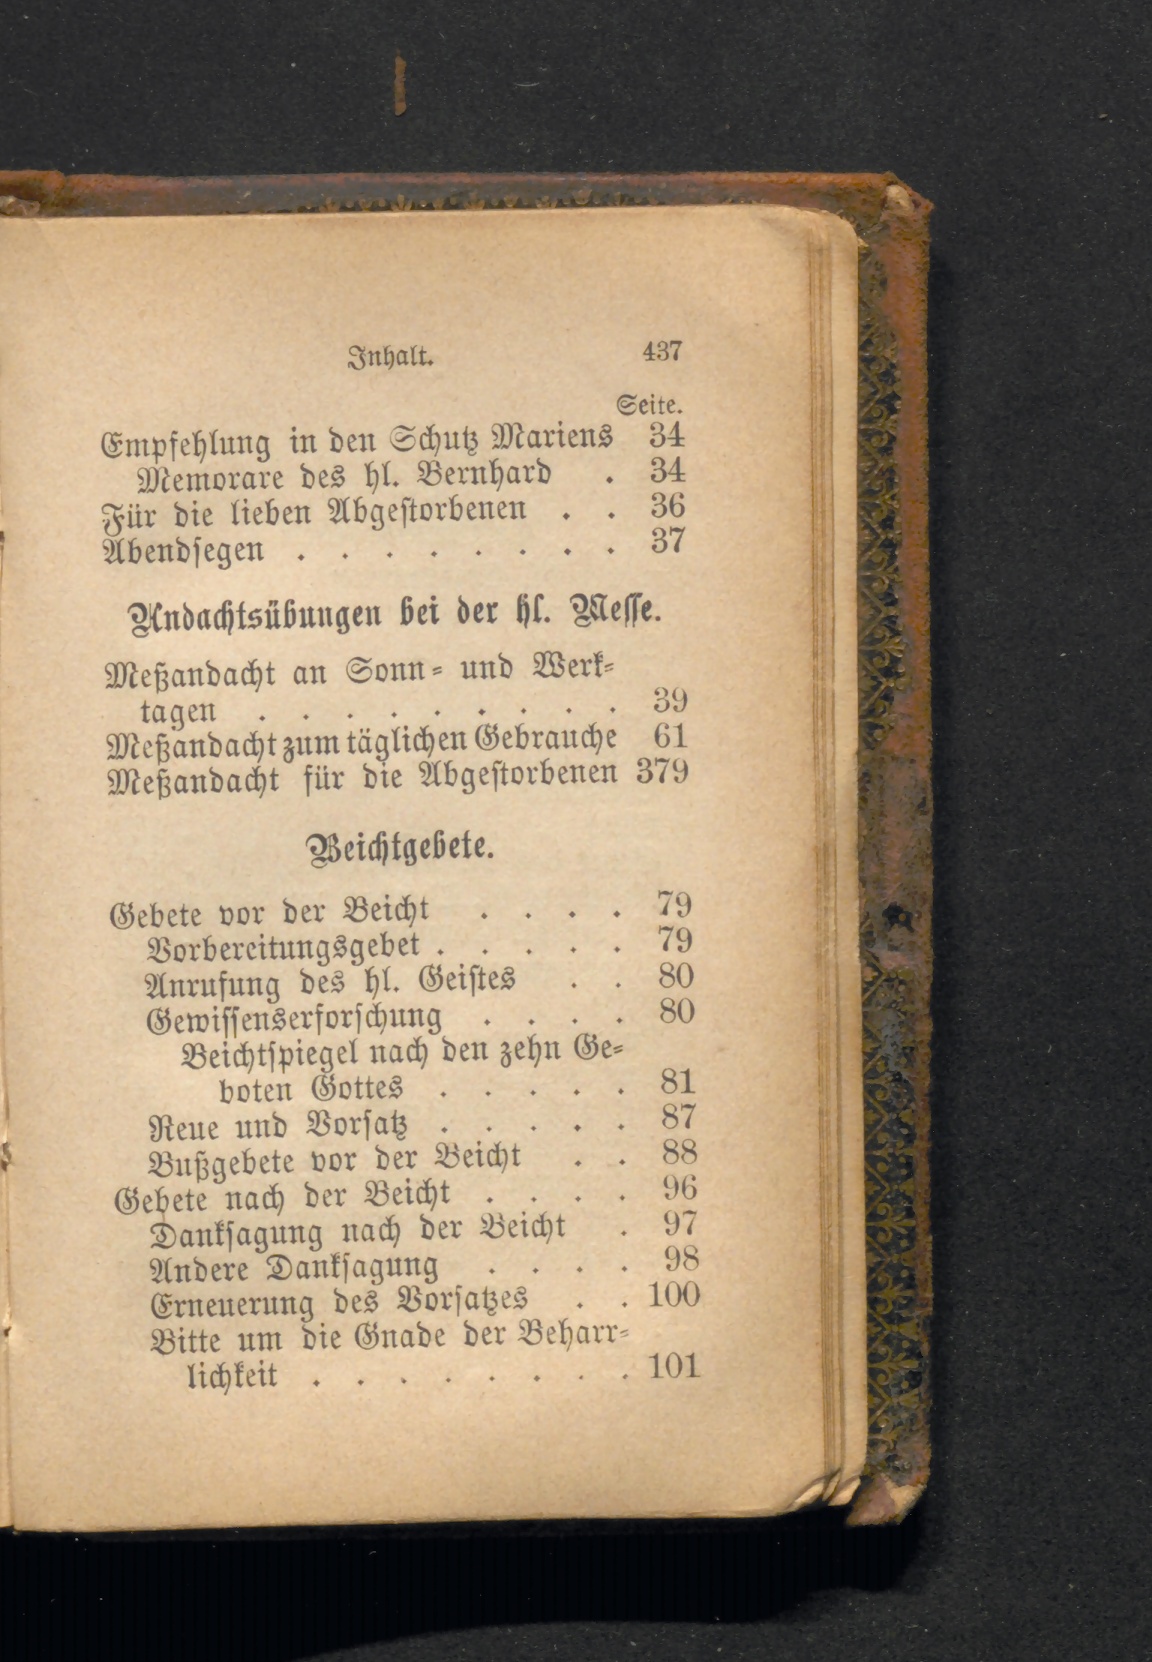 Inhalt. 437
Seite.
Empfehlung in den Schutz Mariens 34
Memorare des hl. Bernhard . 34
Für die lieben Abgestorbenen . . 36
Abendsegen . . . . . . . . 37
Andachtsübungen bei der hl. Messe.
Meßandacht an Sonn- und Werk-
tagen . . . . . . . . . 39
Meßandacht zum täglichen Gebrauche 61
Meßandacht für die Abgestorbenen 379
Beichtgebete.
Gebete vor der Beicht . . . . 79
Vorbereitungsgebet . . . . . 79
Anrufung des hl. Geistes . . 80
Gewissenserforschung . . . . 80
Beichtspiegel nach den zehn Ge-
boten Gottes . . . . . 81
Reue und Vorsatz . . . . . 87
Bußgebete vor der Beicht . . 88
Gebete nach der Beicht . . . . 96
Danksagung nach der Beicht . 97
Andere Danksagung . . . . 98
Erneuerung des Vorsatzes . . 100
Bitte um die Gnade der Beharr-
lichkeit . . . . . . . . 101